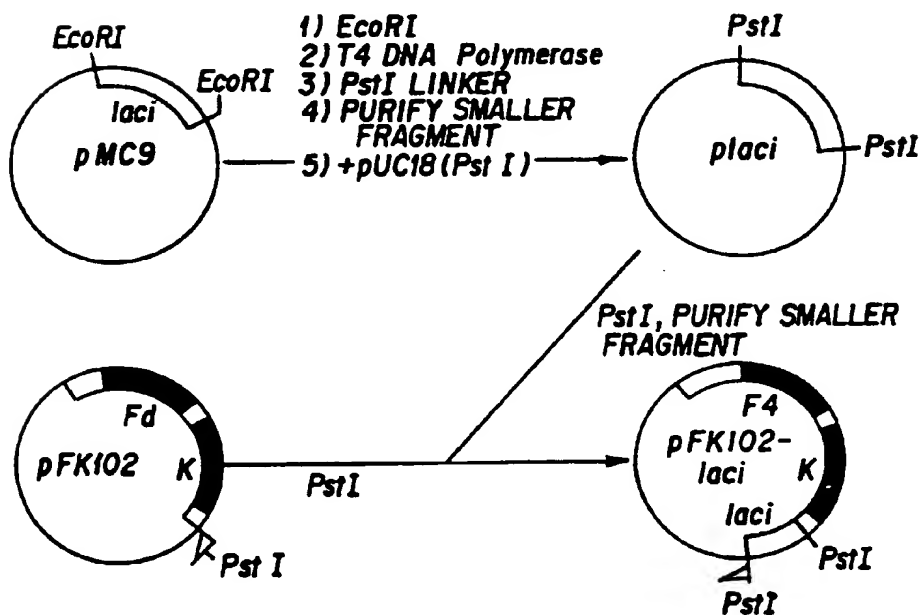 EcoRI
EcoRI
laci
pMC9
1) EcoRI
2) T4 DNA Polymerase
3) PstI LINKER
4) PURIFY SMALLER
FRAGMENT
5) +pUC18 (Pst I)
PstI
placi
PstI
PstI, PURIFY SMALLER
FRAGMENT
Fd
pFK102
K
Pst I
PstI
F4
pFK102-
laci
K
laci
PstI
PstI